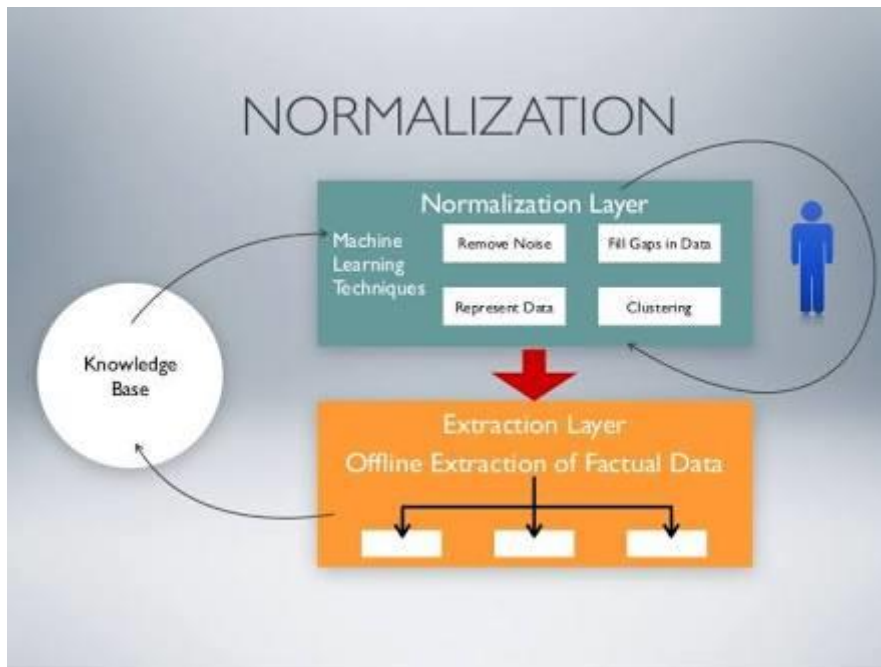 NORMALIZATION
Normalization Layer
Machine
Learning
Techniques
Remove Noise
Fill Gaps in Data
Represent Data
Clustering
Knowledge
Base
Extraction Layer
Offline Extraction of Factual Data